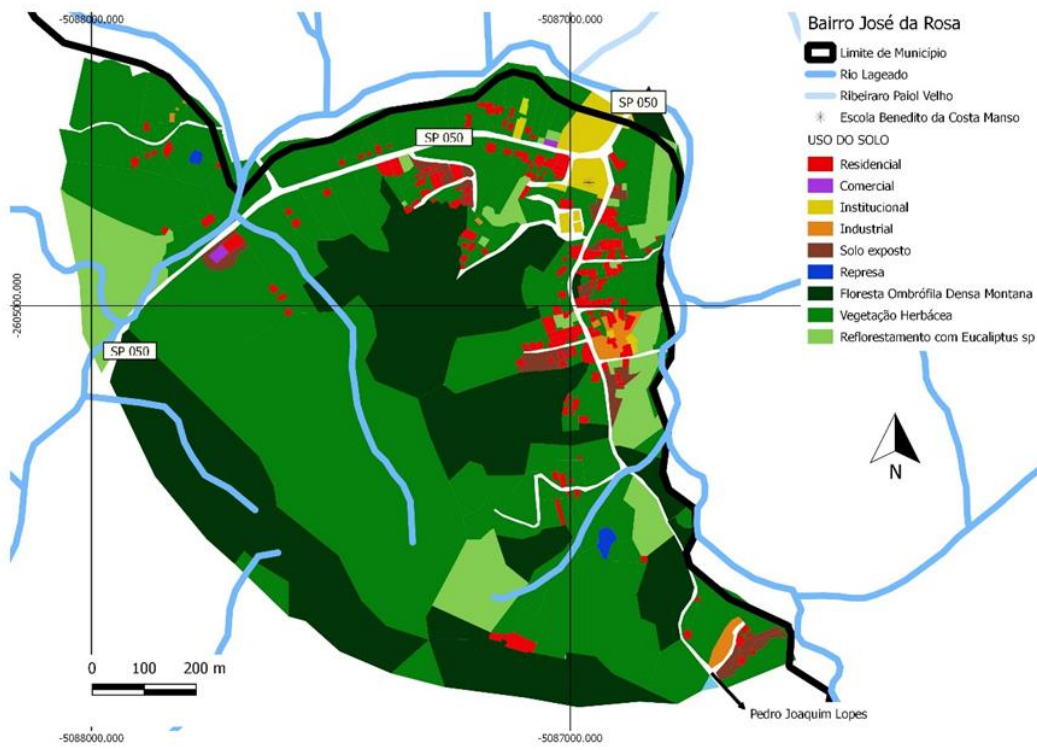 -5088000.000
-5087000.000
Bairro José da Rosa
Limite de Município
Rio Lageado
Ribeiraro Paiol Velho
Escola Benedito da Costa Manso
USO DO SOLO
Residencial
Comercial
Institucional
Industrial
Solo exposto
Represa
Floresta Ombrófila Densa Montana
Vegetação Herbácea
Reflorestamento com Eucaliptus sp
SP 050
SP 050
-2605000.000
SP 050
N
0 100 200 m
Pedro Joaquim Lopes
-5088000.000
-5087000.000